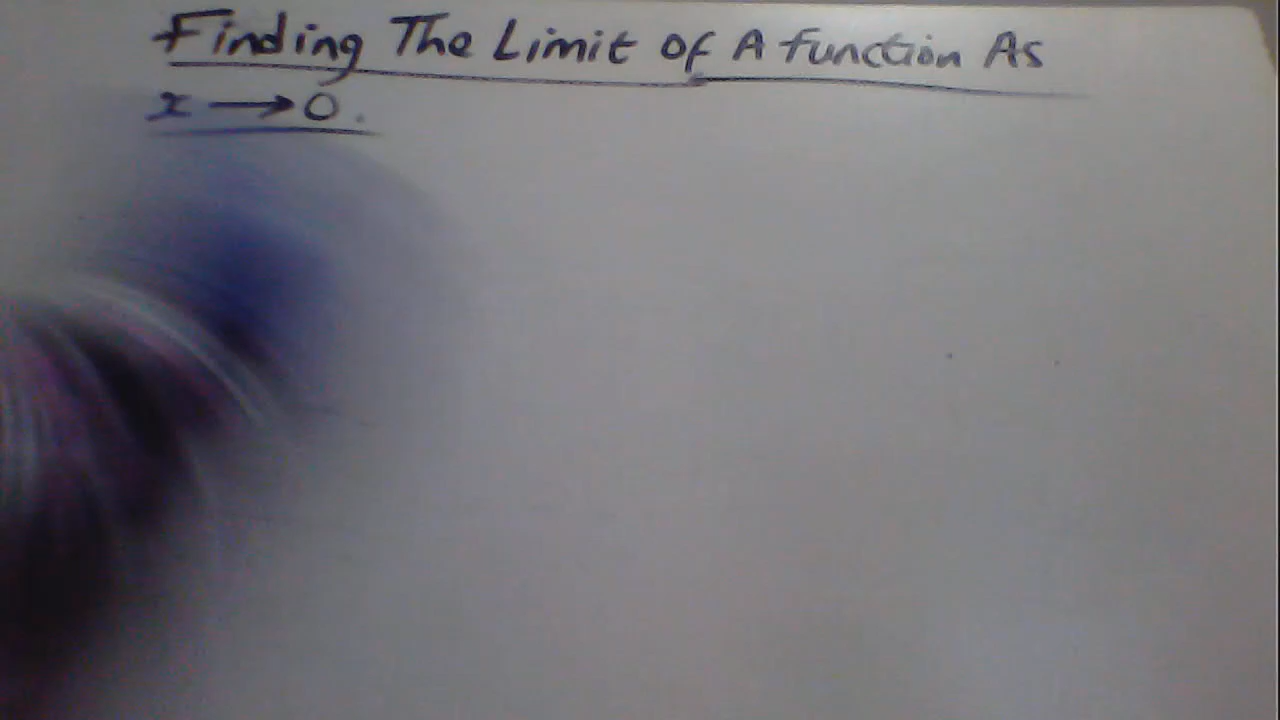 Finding The Limit Of A function As
x → 0.